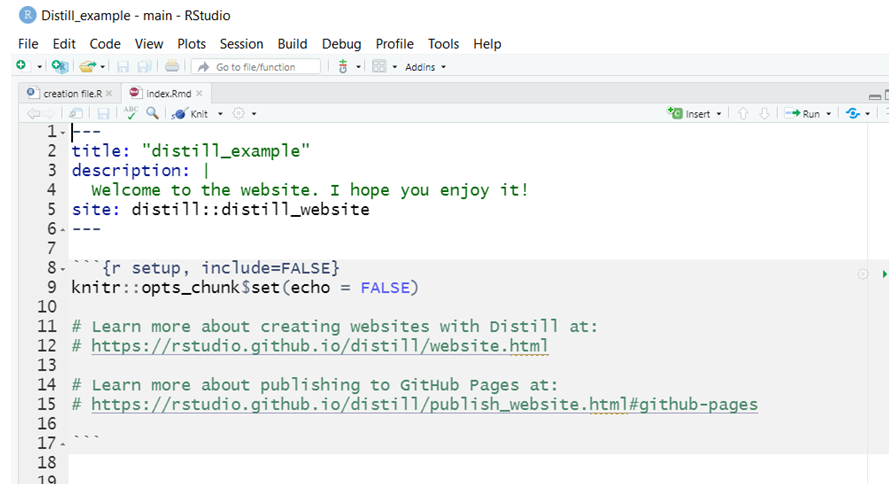 R Distill_example - main - RStudio
File Edit Code View Plots Session Build Debug Profile Tools Help
Go to file/function Addins
creation file.R × index.Rmd ×
ABC Knit Insert Run
1 ---
2 title: "distill_example"
3 description: |
4   Welcome to the website. I hope you enjoy it!
5 site: distill::distill_website
6 ---
7
8 ```{r setup, include=FALSE}
9 knitr::opts_chunk$set(echo = FALSE)
10
11 # Learn more about creating websites with Distill at:
12 # https://rstudio.github.io/distill/website.html
13
14 # Learn more about publishing to GitHub Pages at:
15 # https://rstudio.github.io/distill/publish_website.html#github-pages
16
17 ```
18
19